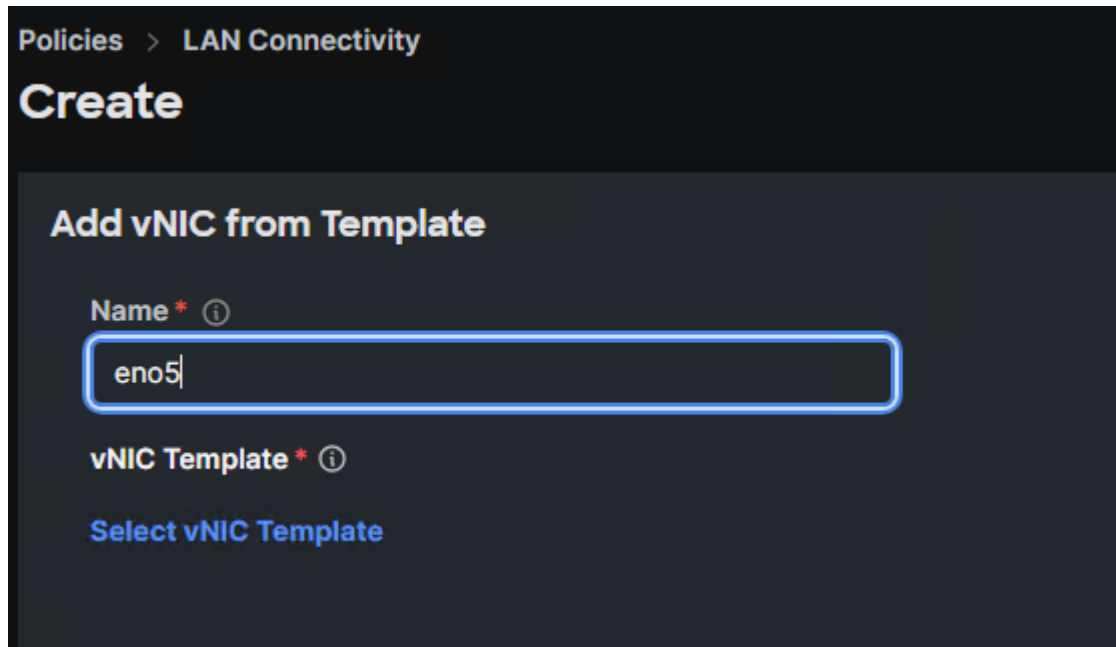 Policies > LAN Connectivity
Create
Add vNIC from Template
Name *
eno5
vNIC Template *
Select vNIC Template